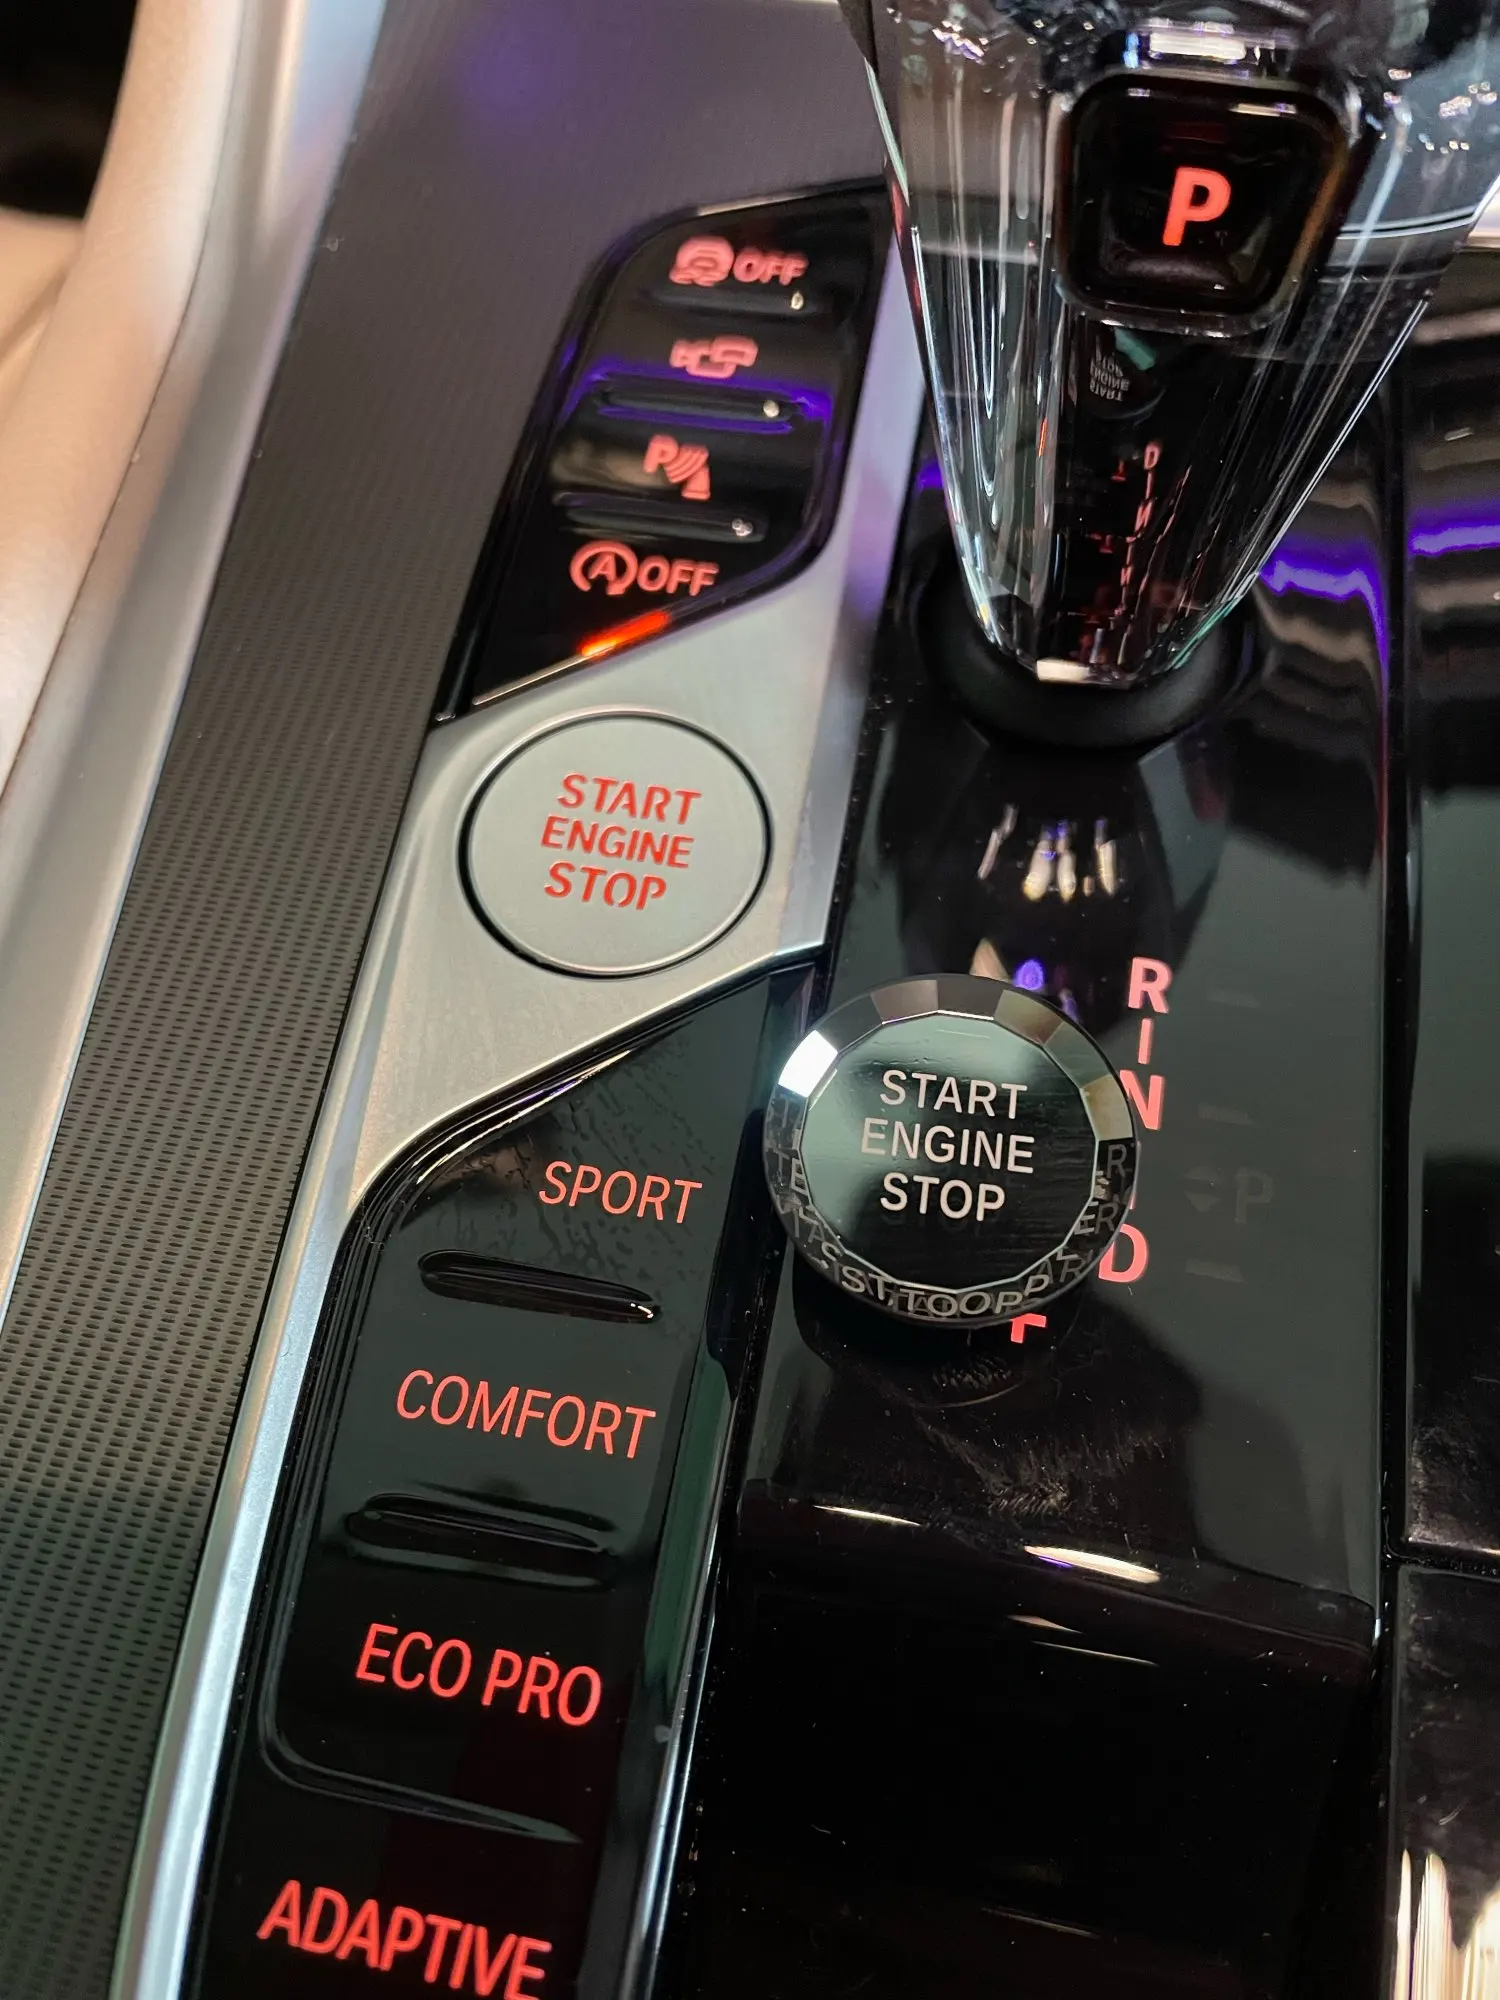 P
OFF
P
A OFF
START
ENGINE
STOP
R
N
D
START
ENGINE
STOP
SPORT
COMFORT
ECO PRO
ADAPTIVE
P